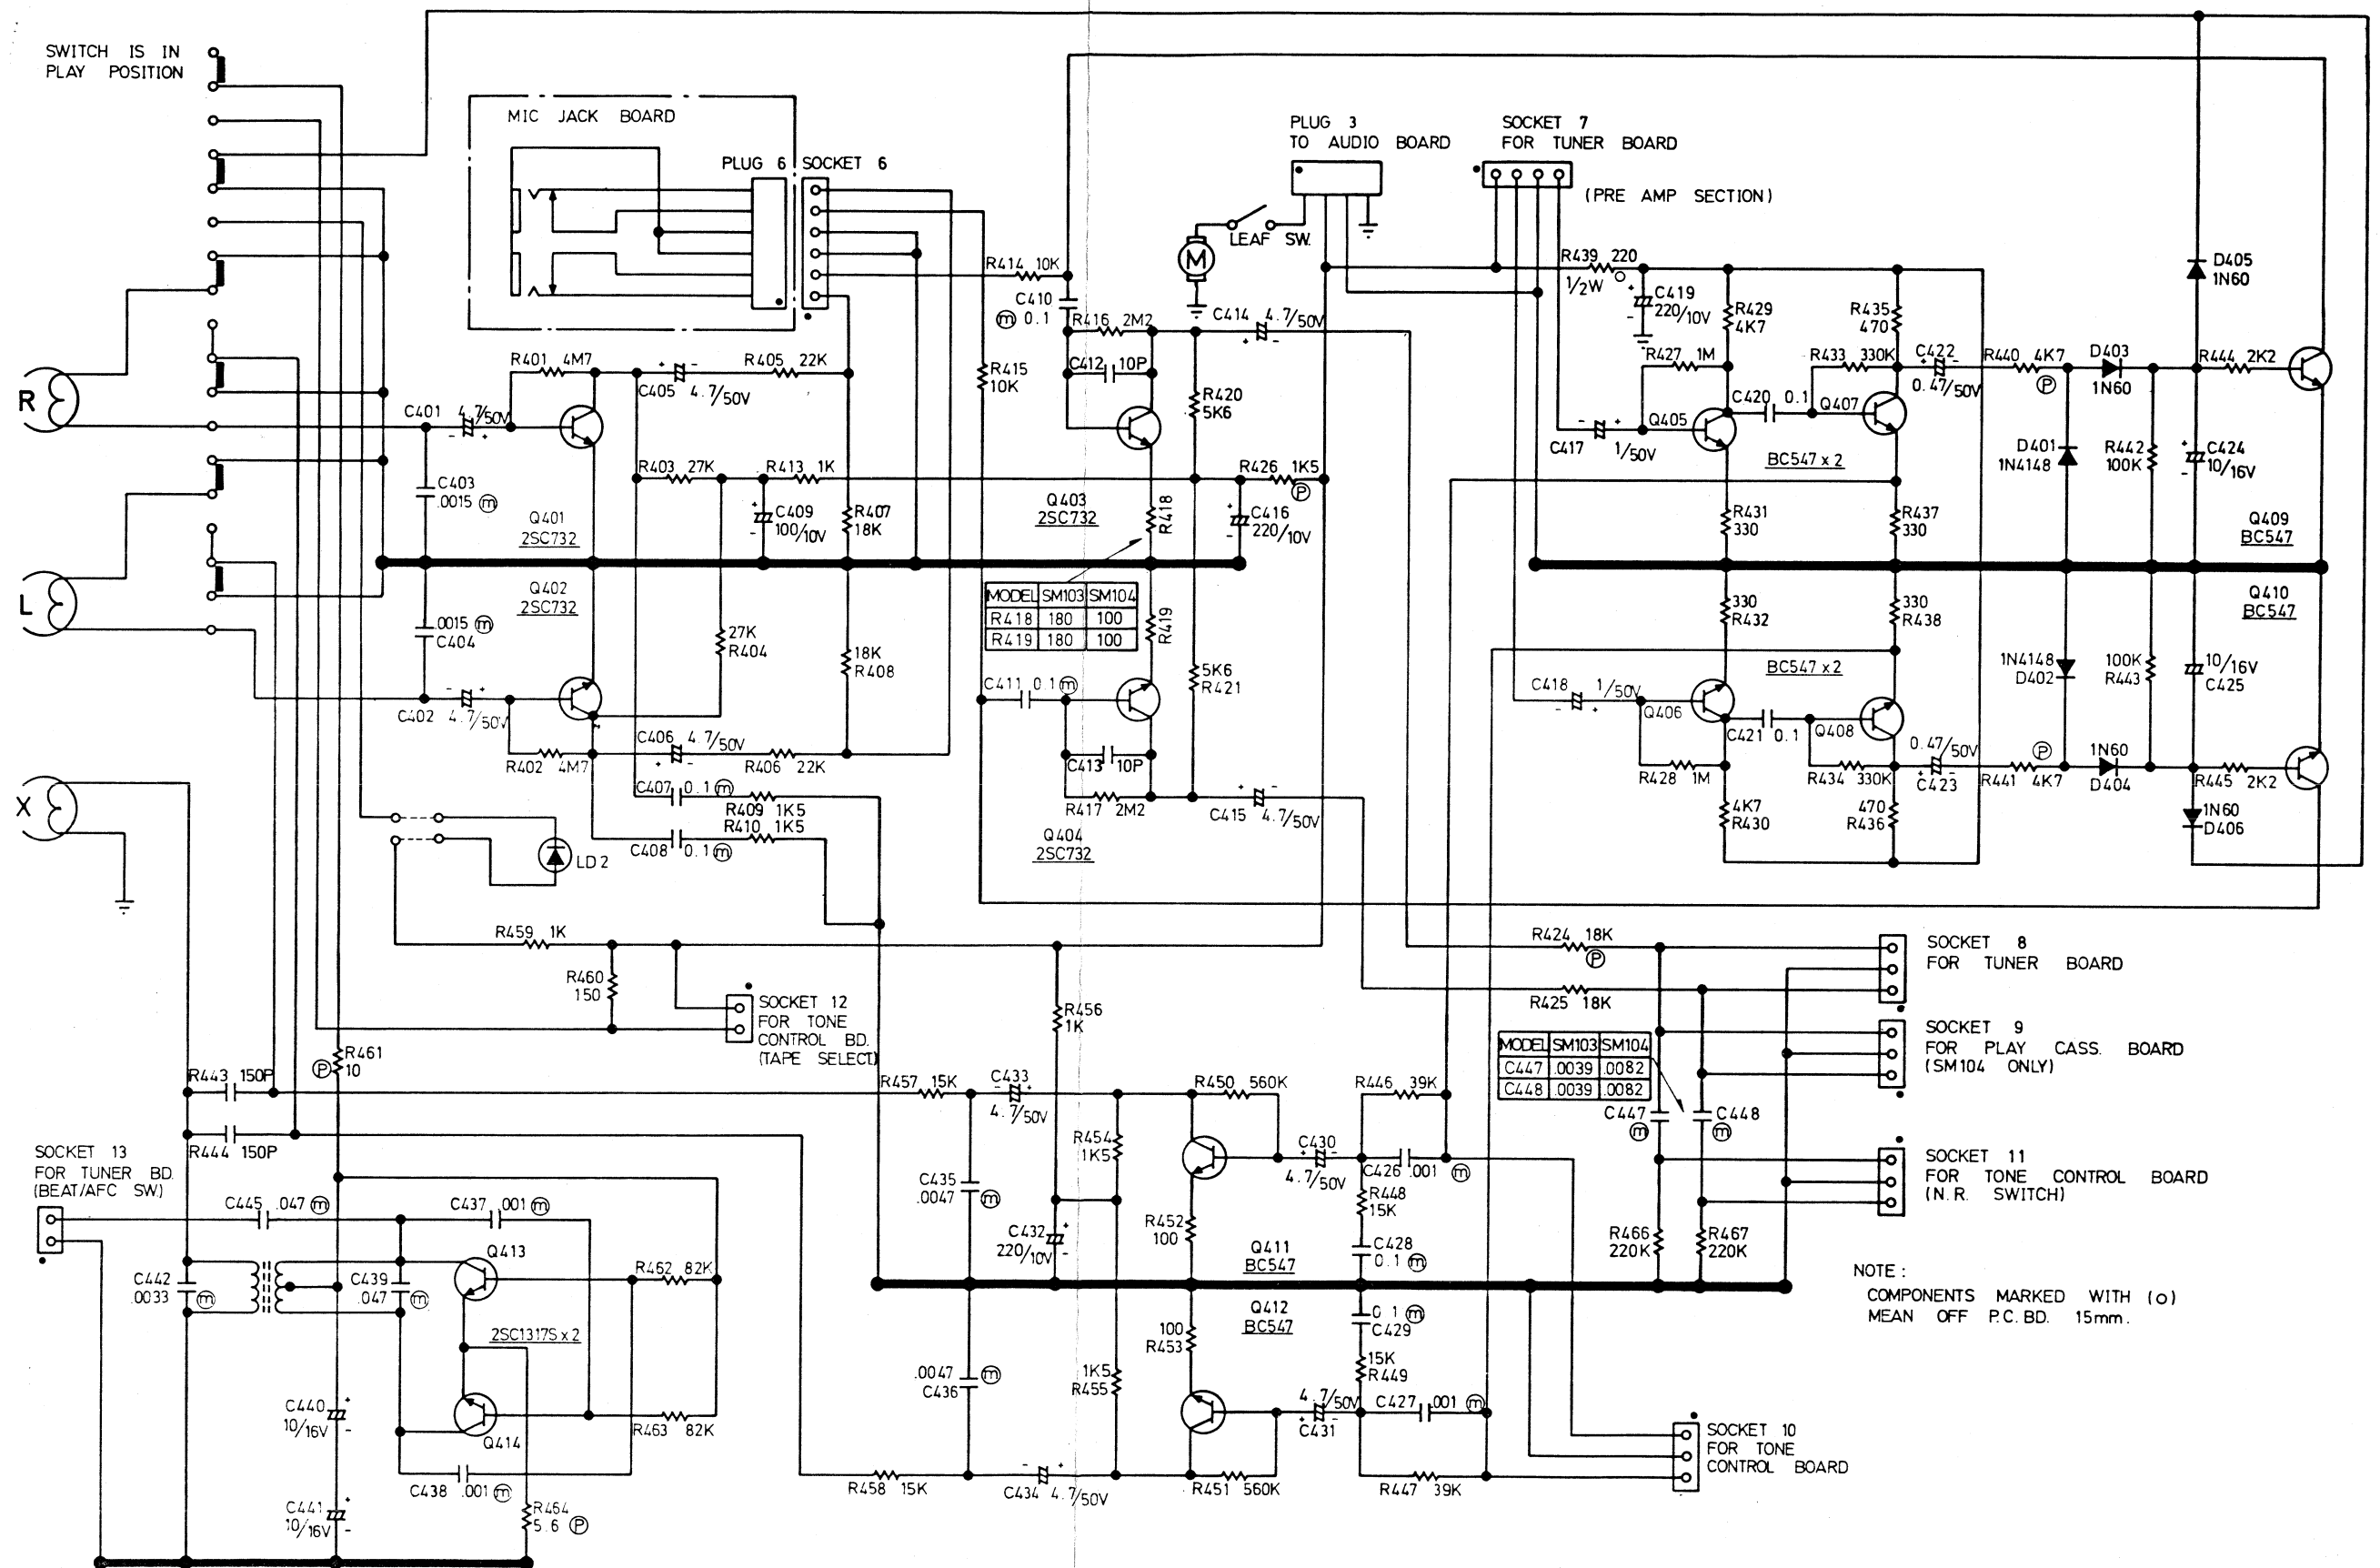 SWITCH IS IN
PLAY POSITION
MIC JACK BOARD
PLUG 6
SOCKET 6
PLUG 3
TO AUDIO BOARD
SOCKET 7
FOR TUNER BOARD
(PRE AMP SECTION)
LEAF SW.
M
R439 220
1/2W
C419
220/10V
R429
4K7
R435
470
D405
1N60
R414 10K
C410
ⓜ 0.1
R416 2M2
C412 10P
C414 4.7/50V
R415
10K
R420
5K6
R427 1M
R433 330K
C422
0.47/50V
R440 4K7
Ⓟ
D403
1N60
R444 2K2
R
R401 4M7
C405
4.7/50V
R405 22K
C401 4.7/50V
C420 0.1
Q405
Q407
C417
1/50V
BC547 x 2
D401
1N4148
R442
100K
C424
10/16V
C403
.0015 ⓜ
R403 27K
R413 1K
R426 1K5
Ⓟ
Q401
2SC732
C409
100/10V
R407
18K
Q403
2SC732
R418
C416
220/10V
R431
330
R437
330
Q409
BC547
L
Q402
2SC732
.0015 ⓜ
C404
MODEL SM103 SM104
R418 180 100
R419 180 100
R419
330
R432
330
R438
Q410
BC547
27K
R404
18K
R408
5K6
R421
BC547 x 2
1N4148
D402
100K
R443
10/16V
C425
C402 4.7/50V
C411 0.1 ⓜ
C418 1/50V
Q406
C421 0.1
Q408
0.47/50V
C423
C406 4.7/50V
R402 4M7
R406 22K
C413 10P
R428 1M
R434 330K
R441 4K7
Ⓟ
1N60
D404
R445 2K2
X
C407 0.1 ⓜ
R409 1K5
R410 1K5
C408 0.1 ⓜ
LD 2
R417 2M2
C415 4.7/50V
Q404
2SC732
4K7
R430
470
R436
1N60
D406
R459 1K
R460
150
SOCKET 12
FOR TONE
CONTROL BD.
(TAPE SELECT)
R456
1K
R424 18K
Ⓟ
R425 18K
SOCKET 8
FOR TUNER BOARD
SOCKET 9
FOR PLAY CASS. BOARD
(SM104 ONLY)
MODEL SM103 SM104
C447 .0039 .0082
C448 .0039 .0082
C447
ⓜ
C448
ⓜ
R461
10
Ⓟ
R443 150P
R444 150P
R457 15K
C433
4.7/50V
R450 560K
R446 39K
R454
1K5
C430
4.7/50V
C426 .001 ⓜ
SOCKET 13
FOR TUNER BD.
(BEAT/AFC SW.)
SOCKET 11
FOR TONE CONTROL BOARD
(N.R. SWITCH)
C445 .047 ⓜ
C437 .001 ⓜ
C435
.0047 ⓜ
R448
15K
R452
100
C432
220/10V
Q411
BC547
C428
0.1 ⓜ
R466
220K
R467
220K
Q413
C442
.0033 ⓜ
C439
.047 ⓜ
R462 82K
NOTE :
COMPONENTS MARKED WITH (o)
MEAN OFF P.C.BD. 15mm.
2SC1317S x 2
Q412
BC547
0.1 ⓜ
C429
100
R453
.0047 ⓜ
C436
1K5
R455
15K
R449
C440
10/16V
Q414
R463 82K
4.7/50V
C431
C427 .001 ⓜ
SOCKET 10
FOR TONE
CONTROL BOARD
C438 .001 ⓜ
R458 15K
C434 4.7/50V
R451 560K
R447 39K
C441
10/16V
R464
5.6 Ⓟ